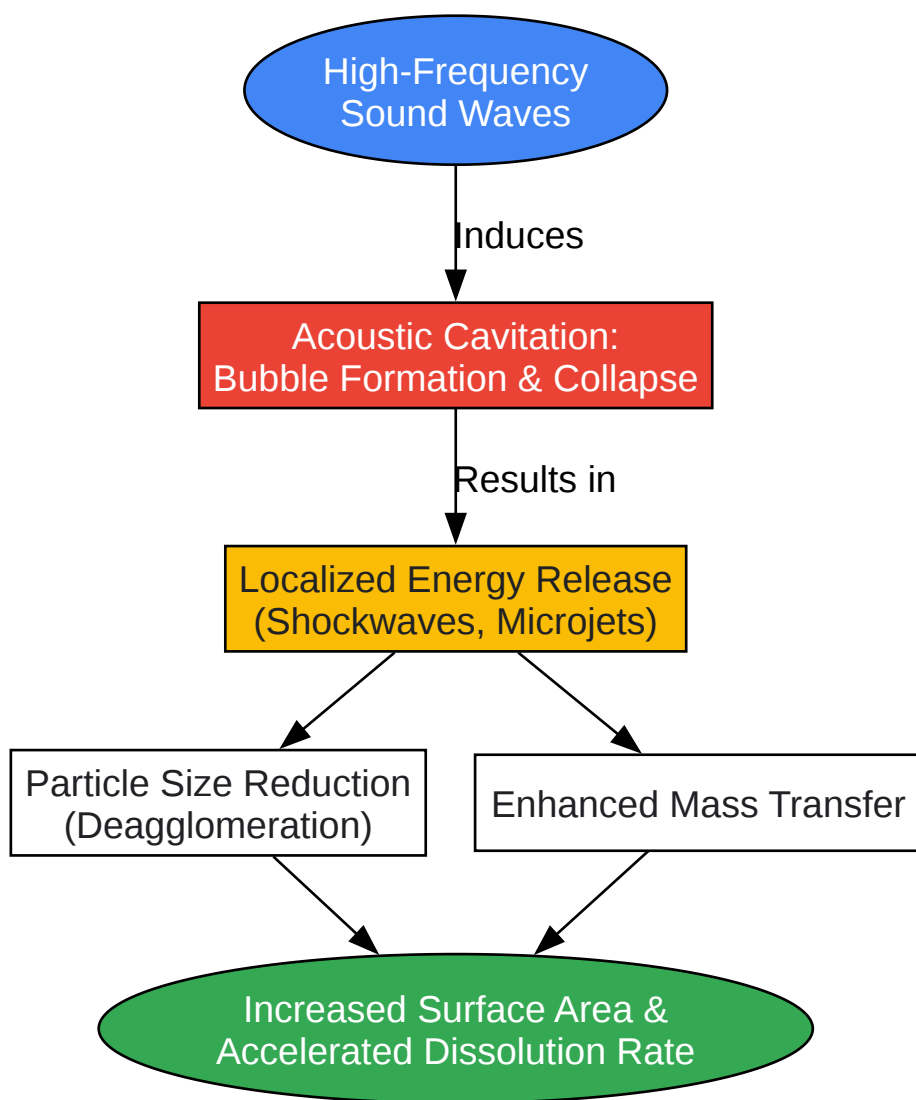 High-Frequency
Sound Waves
Induces
Acoustic Cavitation:
Bubble Formation & Collapse
Results in
Localized Energy Release
(Shockwaves, Microjets)
Particle Size Reduction
(Deagglomeration)
Enhanced Mass Transfer
Increased Surface Area &
Accelerated Dissolution Rate